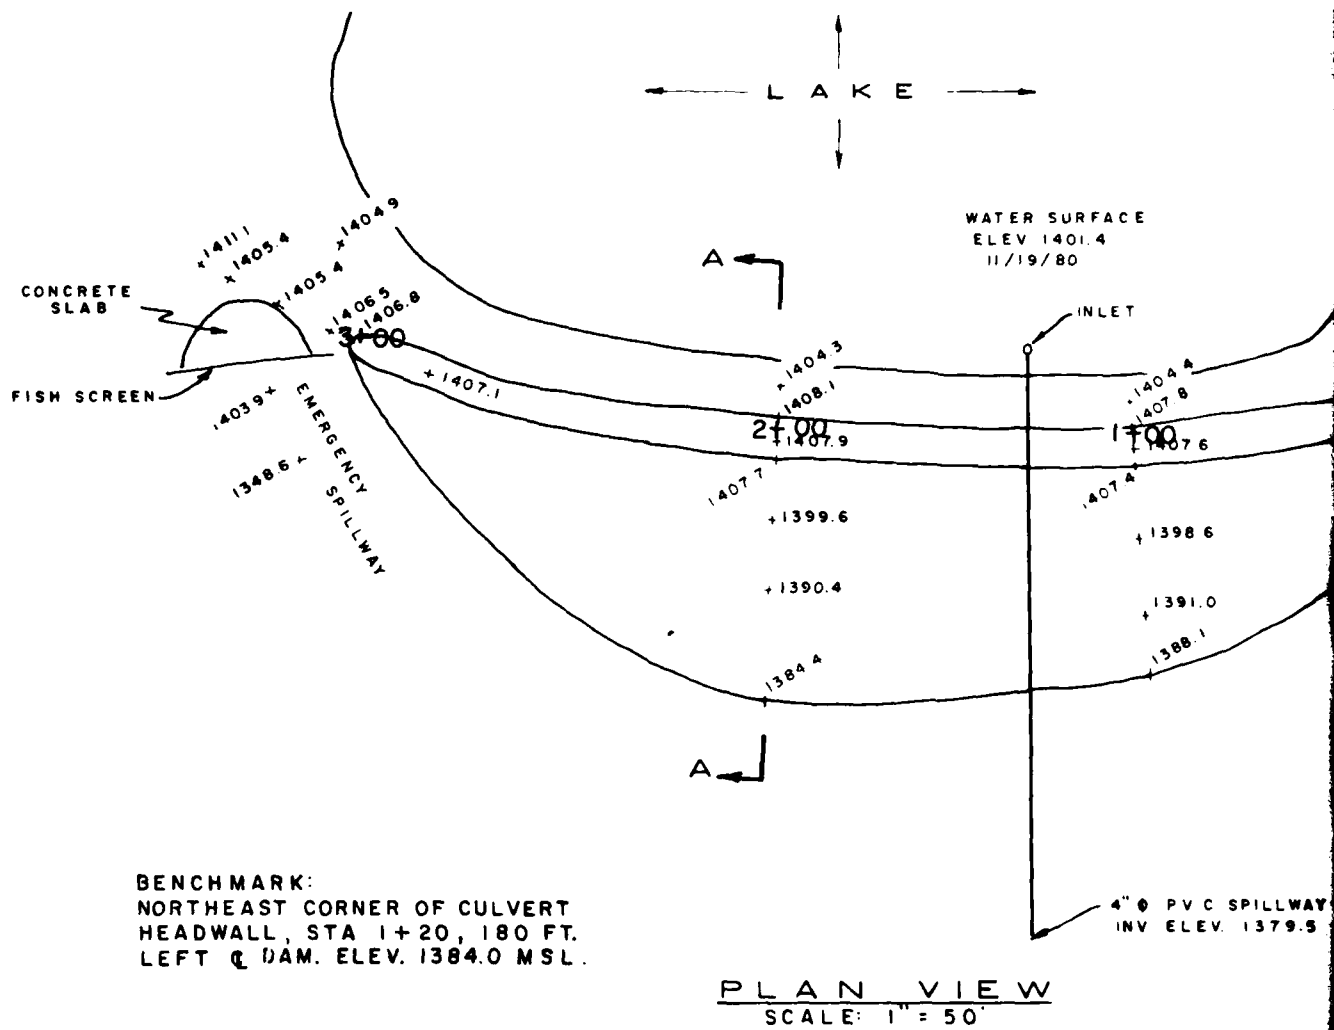 LAKE
WATER SURFACE
ELEV 1401.4
11/19/80
A
INLET
1404.9
1411.1
1405.4
1405.4
1406.5
1406.8
3+00
CONCRETE
SLAB
FISH SCREEN
1403.9
1348.6
EMERGENCY
SPILLWAY
1407.1
1404.3
1408.1
2+00
1407.9
1407.7
1399.6
1390.4
1384.4
A
1404.4
1407.8
1+00
1407.6
1407.4
1398.6
1391.0
1388.1
BENCHMARK:
NORTHEAST CORNER OF CULVERT
HEADWALL, STA 1+20, 180 FT.
LEFT ℄ DAM. ELEV. 1384.0 MSL.
4" Φ PVC SPILLWAY
INV ELEV. 1379.5
PLAN VIEW
SCALE: 1" = 50'